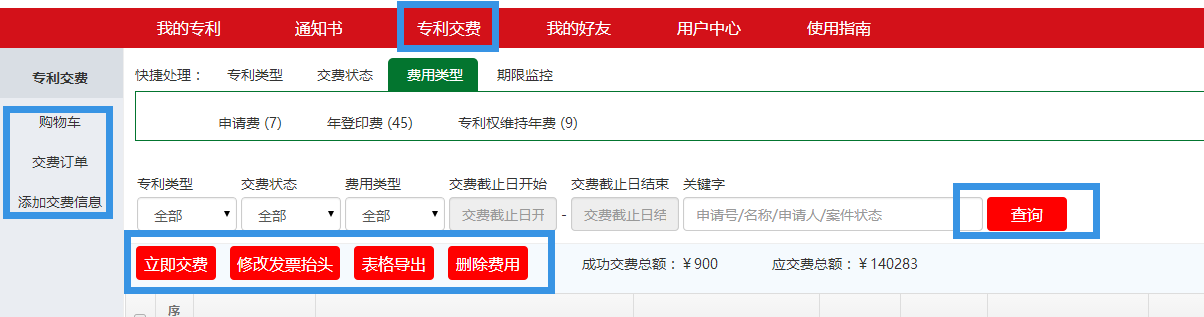 我的专利 通知书 专利交费 我的好友 用户中心 使用指南
专利交费
购物车
交费订单
添加交费信息
快捷处理： 专利类型 交费状态 费用类型 期限监控
申请费 (7) 年登印费 (45) 专利权维持年费 (9)
专利类型 交费状态 费用类型 交费截止日开始 交费截止日结束 关键字
全部 全部 全部 交费截止日开 - 交费截止日结 申请号/名称/申请人/案件状态 查询
立即交费 修改发票抬头 表格导出 删除费用 成功交费总额：¥900 应交费总额：¥140283
序